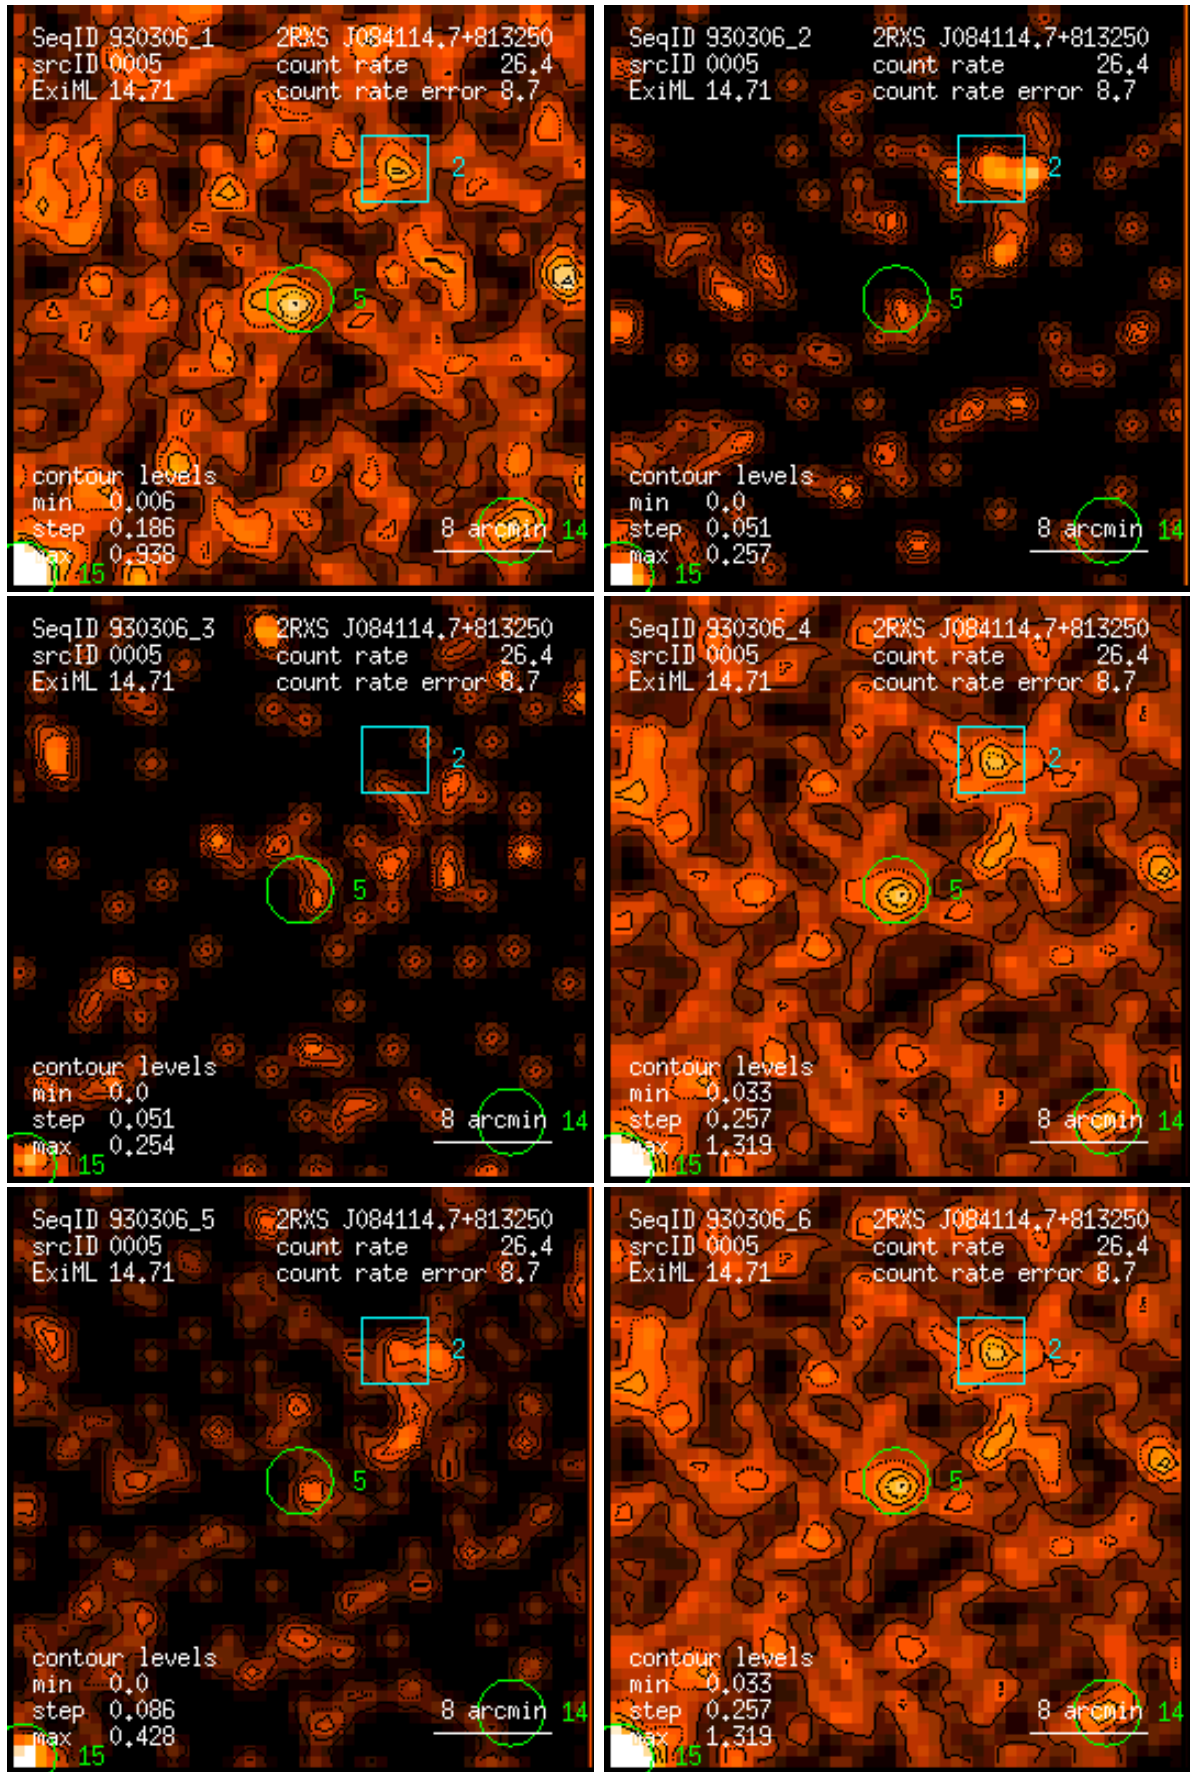 SeqID 930306_1 2RXS J084114.7+813250
srcID 0005 count rate 26.4
ExiML 14.71 count rate error 8.7
2
5
contour levels
min 0.006
step 0.186 8 arcmin 14
max 0.938
15
SeqID 930306_2 2RXS J084114.7+813250
srcID 0005 count rate 26.4
ExiML 14.71 count rate error 8.7
2
5
contour levels
min 0.0
step 0.051 8 arcmin 14
max 0.257
15
SeqID 930306_3 2RXS J084114.7+813250
srcID 0005 count rate 26.4
ExiML 14.71 count rate error 8.7
2
5
contour levels
min 0.0
step 0.051 8 arcmin 14
max 0.254
15
SeqID 930306_4 2RXS J084114.7+813250
srcID 0005 count rate 26.4
ExiML 14.71 count rate error 8.7
2
5
contour levels
min 0.033
step 0.257 8 arcmin 14
max 1.319
15
SeqID 930306_5 2RXS J084114.7+813250
srcID 0005 count rate 26.4
ExiML 14.71 count rate error 8.7
2
5
contour levels
min 0.0
step 0.086 8 arcmin 14
max 0.428
15
SeqID 930306_6 2RXS J084114.7+813250
srcID 0005 count rate 26.4
ExiML 14.71 count rate error 8.7
2
5
contour levels
min 0.033
step 0.257 8 arcmin 14
max 1.319
15